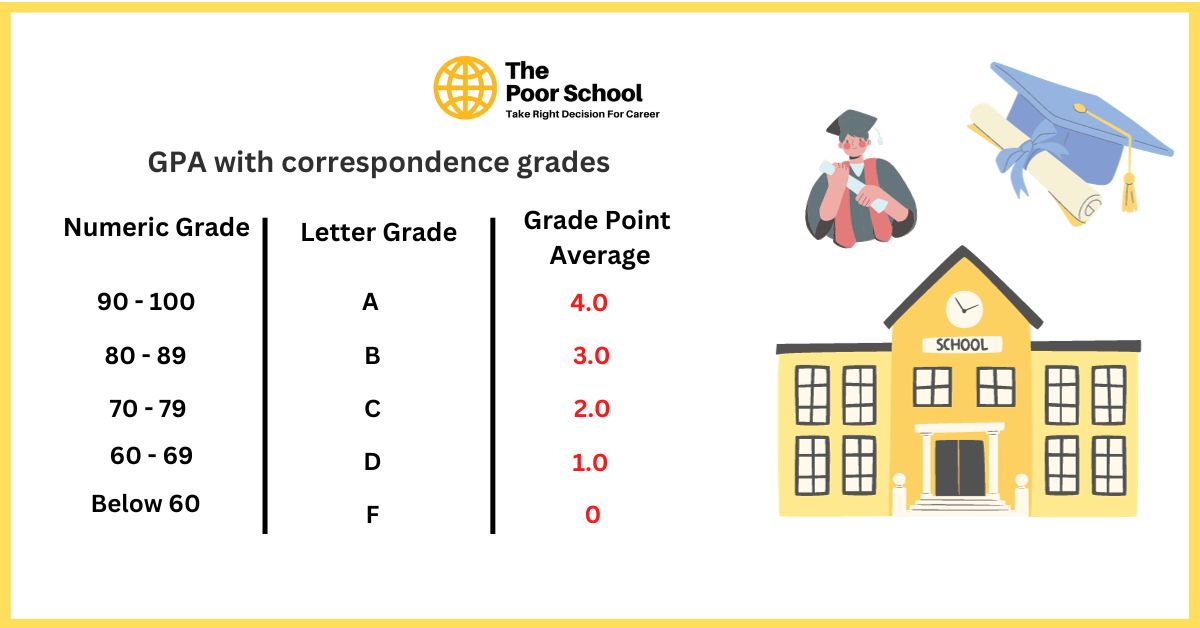 The
Poor School
Take Right Decision For Career
GPA with correspondence grades
Numeric Grade Letter Grade Grade Point
Average
90 - 100 A 4.0
80 - 89 B 3.0
70 - 79 C 2.0
60 - 69 D 1.0
Below 60 F 0
SCHOOL